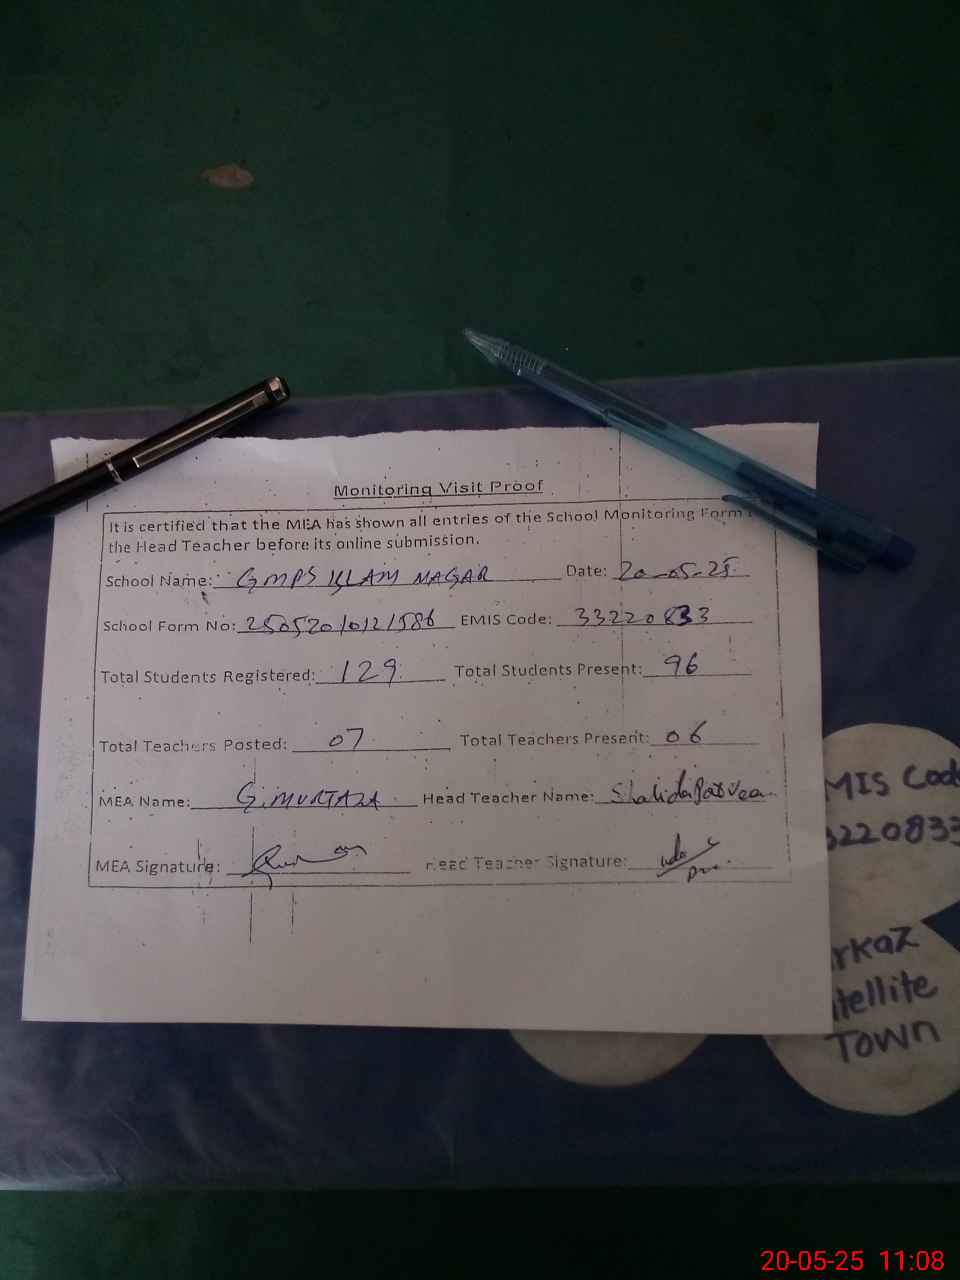 Monitoring Visit Proof
It is certified that the MEA has shown all entries of the School Monitoring Form
the Head Teacher before its online submission.
School Name: GMPS ISLAM NAGAR Date: 20-05-25
School Form No: 250520101211586 EMIS Code: 33220833
Total Students Registered: 129 Total Students Present: 96
Total Teachers Posted: 07 Total Teachers Present: 06
MEA Name: G.MURTAZA Head Teacher Name: Shahida Parveen
MEA Signature: Head Teacher Signature:
MIS Code
3220833
rkaz
tellite
Town
20-05-25 11:08